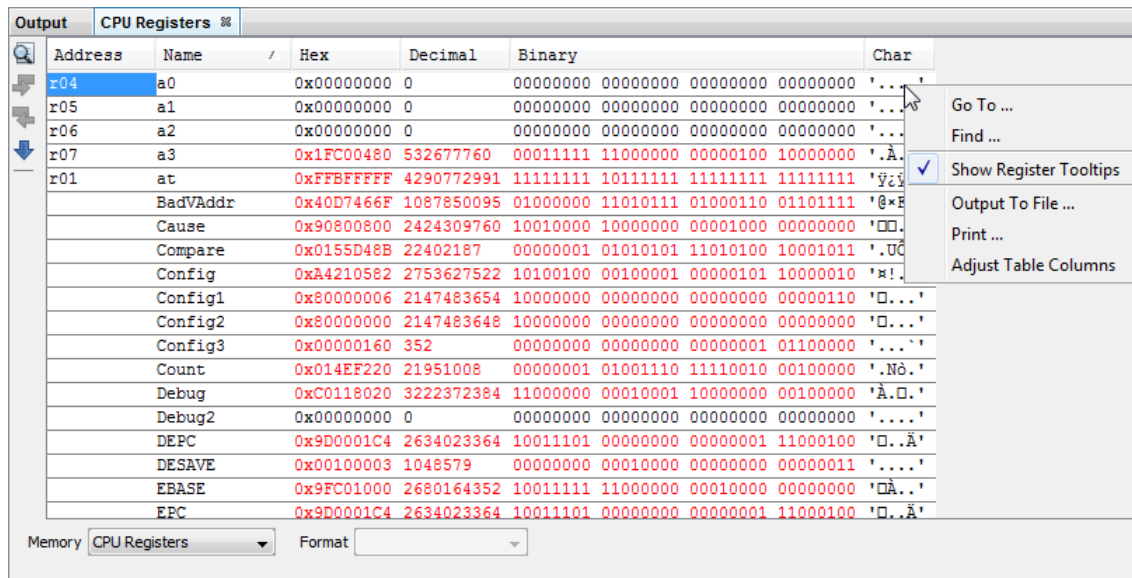 Output CPU Registers
Address Name / Hex Decimal Binary Char
r04 a0 0x00000000 0 00000000 00000000 00000000 00000000 '....'
r05 a1 0x00000000 0 00000000 00000000 00000000 00000000 '...
Go To ...
r06 a2 0x00000000 0 00000000 00000000 00000000 00000000 '...
Find ...
r07 a3 0x1FC00480 532677760 00011111 11000000 00000100 10000000 '.À.
Show Register Tooltips
r01 at 0xFFBFFFFF 4290772991 11111111 10111111 11111111 11111111 'ÿ¿ÿ
BadVAddr 0x40D7466F 1087850095 01000000 11010111 01000110 01101111 '@×F
Output To File ...
Cause 0x90800800 2424309760 10010000 10000000 00001000 00000000 '□□.
Print ...
Compare 0x0155D48B 22402187 00000001 01010101 11010100 10001011 '.UÔ
Adjust Table Columns
Config 0xA4210582 2753627522 10100100 00100001 00000101 10000010 '¤!.
Config1 0x80000006 2147483654 10000000 00000000 00000000 00000110 '□...'
Config2 0x80000000 2147483648 10000000 00000000 00000000 00000000 '□...'
Config3 0x00000160 352 00000000 00000000 00000001 01100000 '...`'
Count 0x014EF220 21951008 00000001 01001110 11110010 00100000 '.Nò.'
Debug 0xC0118020 3222372384 11000000 00010001 10000000 00100000 'À.□.'
Debug2 0x00000000 0 00000000 00000000 00000000 00000000 '....'
DEPC 0x9D0001C4 2634023364 10011101 00000000 00000001 11000100 '□..Ä'
DESAVE 0x00100003 1048579 00000000 00010000 00000000 00000011 '....'
EBASE 0x9FC01000 2680164352 10011111 11000000 00010000 00000000 '□À..'
EPC 0x9D0001C4 2634023364 10011101 00000000 00000001 11000100 '□..Ä'
Memory CPU Registers Format